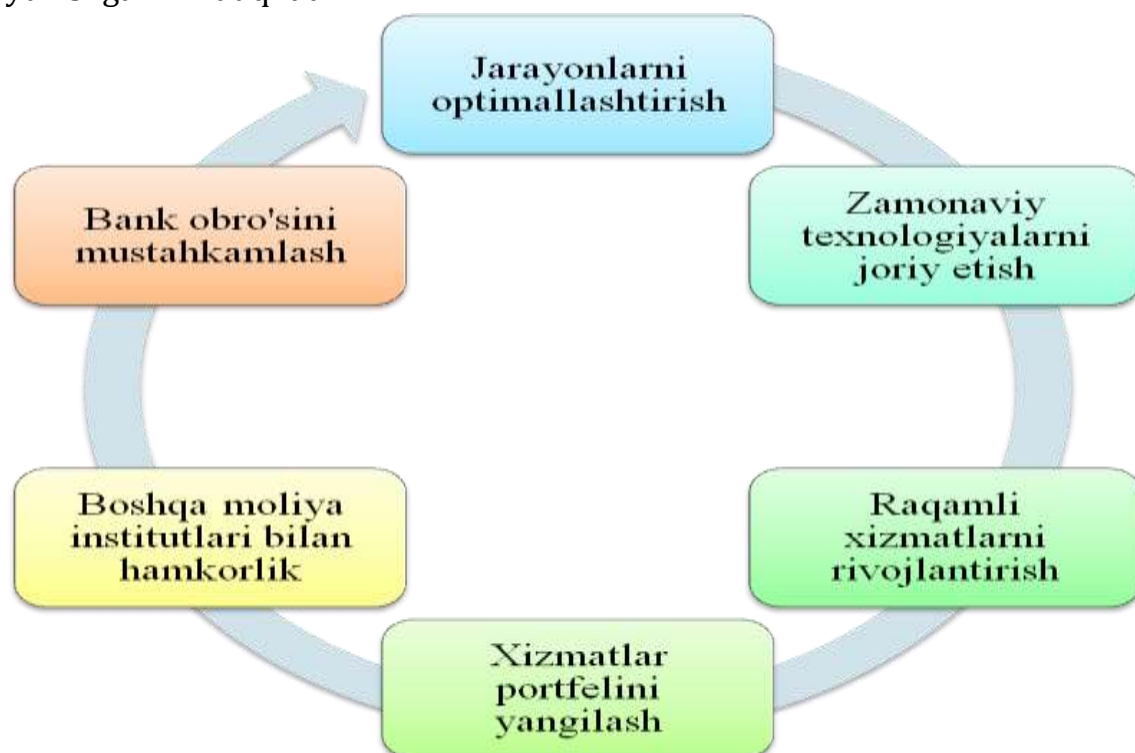 Jarayonlarni
optimallashtirish
Zamonaviy
texnologiyalarni
joriy etish
Raqamli
xizmatlarni
rivojlantirish
Xizmatlar
portfelini
yangilash
Boshqa moliya
institutlari bilan
hamkorlik
Bank obro'sini
mustahkamlash